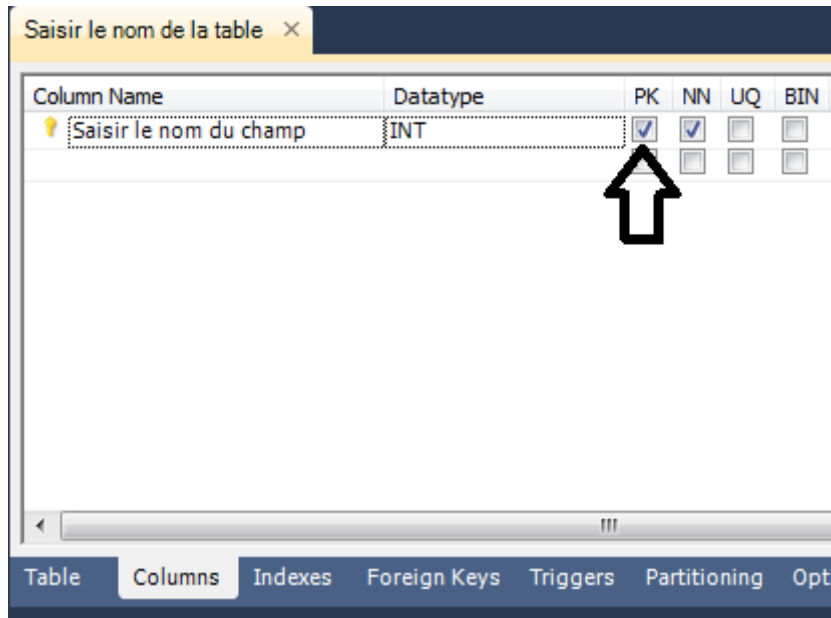 Saisir le nom de la table
Column Name Datatype PK NN UQ BIN
Saisir le nom du champ INT
Table Columns Indexes Foreign Keys Triggers Partitioning Opt